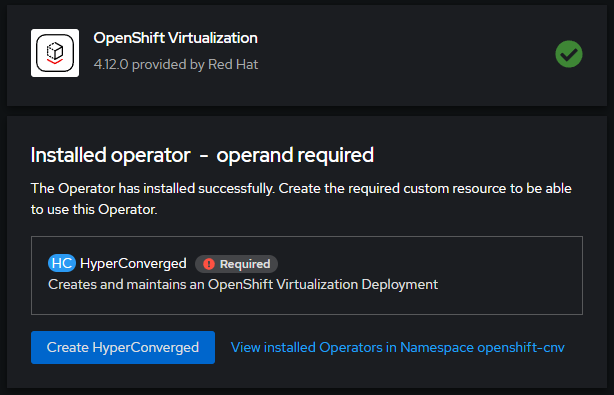 OpenShift Virtualization
4.12.0 provided by Red Hat
Installed operator - operand required
The Operator has installed successfully. Create the required custom resource to be able
to use this Operator.
HC HyperConverged ! Required
Creates and maintains an OpenShift Virtualization Deployment
Create HyperConverged View installed Operators in Namespace openshift-cnv